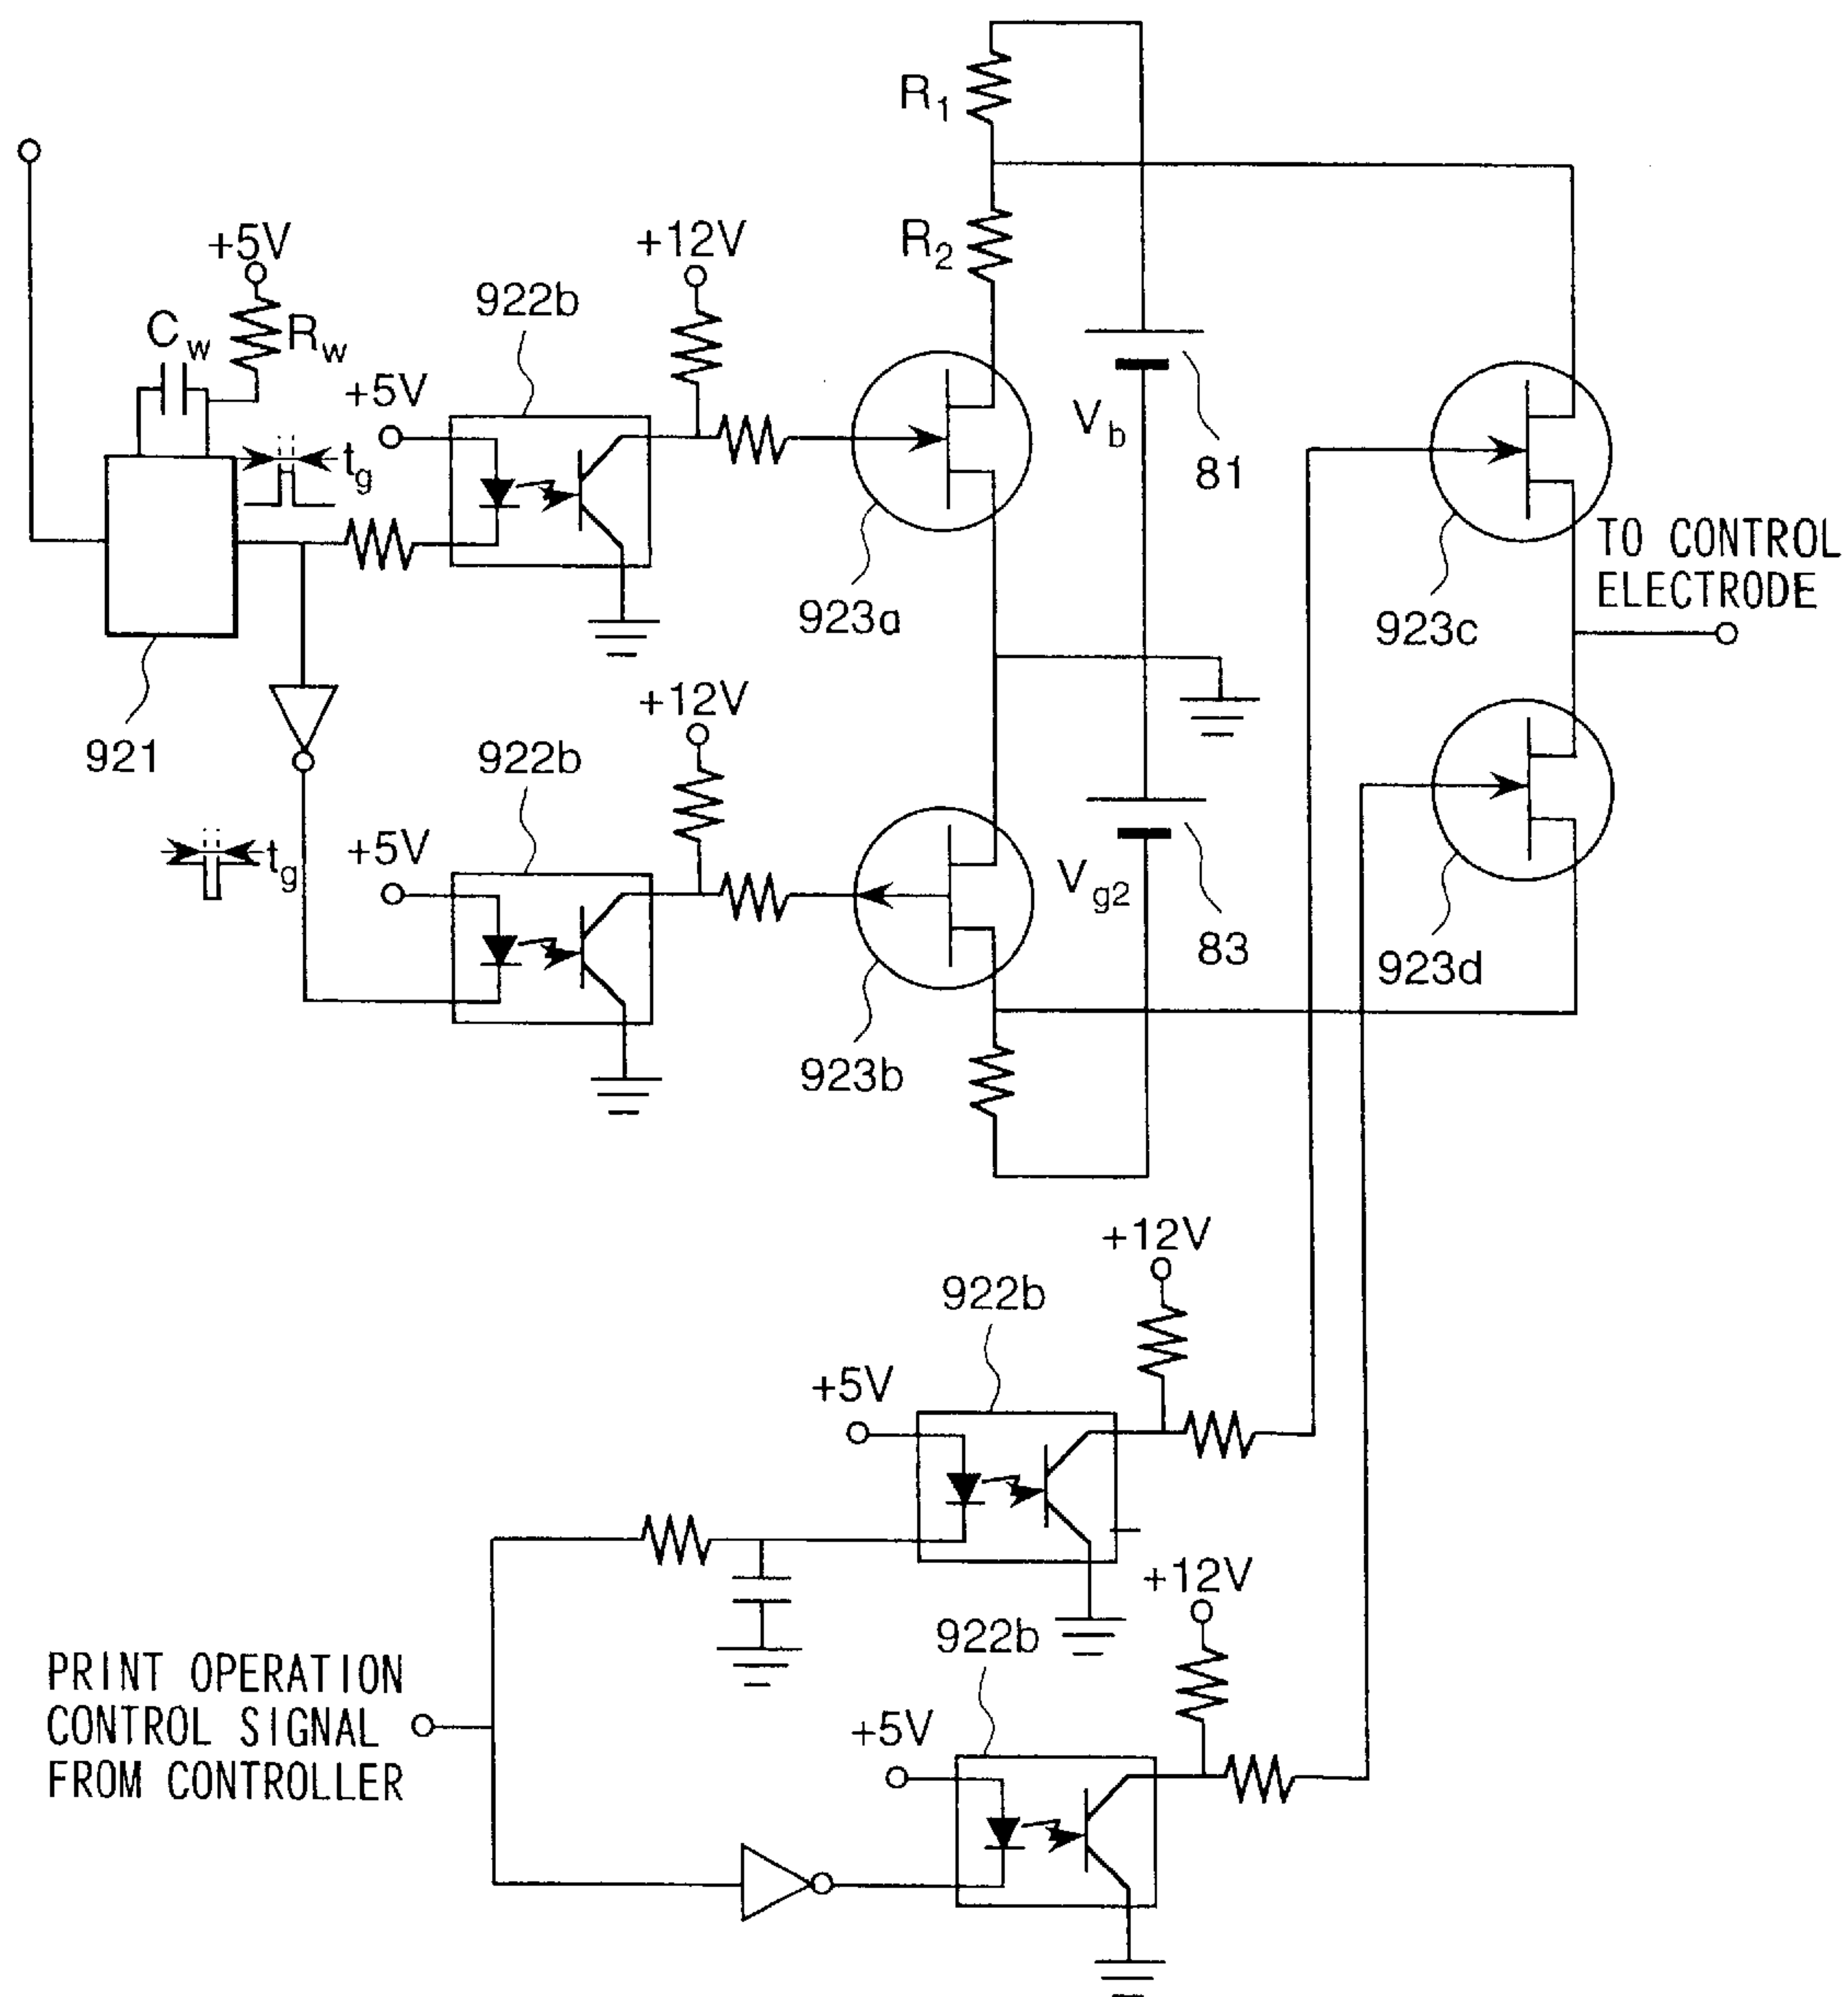 R1
R2
+5V
+12V
922b
Cw
Rw
+5V
tg
Vb
81
923a
923c
TO CONTROL
ELECTRODE
921
+12V
922b
+5V
tg
Vg2
83
923b
923d
+12V
922b
+5V
+12V
922b
+5V
PRINT OPERATION
CONTROL SIGNAL
FROM CONTROLLER